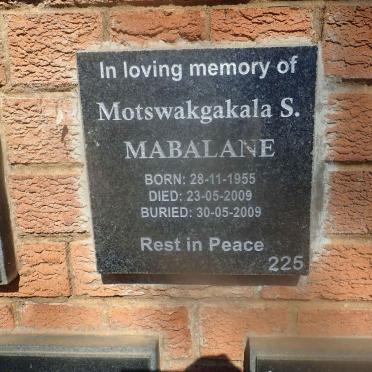 In loving memory of
Motswakgakala S.
MABALANE
BORN: 28-11-1955
DIED: 23-05-2009
BURIED: 30-05-2009
Rest in Peace
225